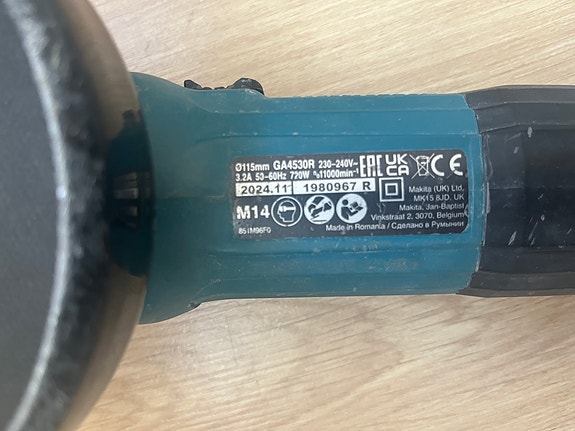 Ø115mm GA4530R 230-240V~
3.2A 50-60Hz 720W n₀11000min⁻¹
EAC UK CA CE
2024.11 1980967 R
Makita (UK) Ltd.
MK15 8JD, UK
M14
Makita, Jan-Baptist
Vinkstraat 2, 3070, Belgium
Made in Romania / Сделано в Румынии
851M96F0